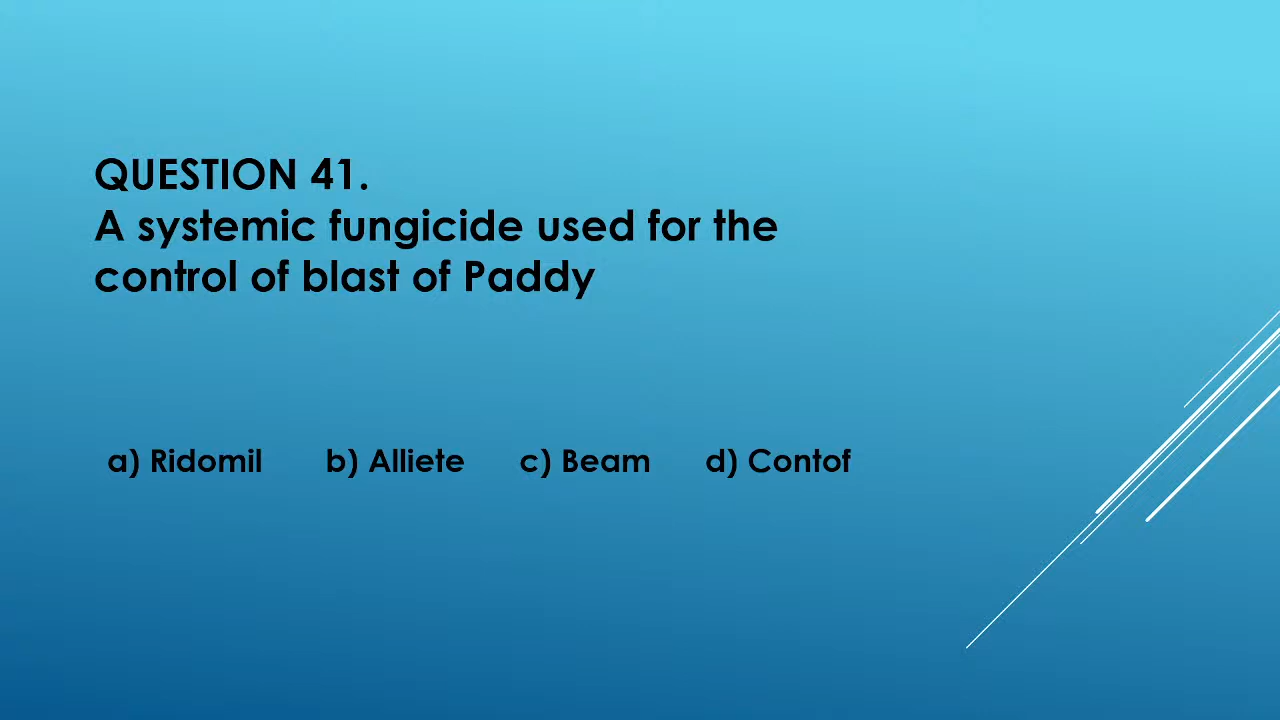 QUESTION 41.
A systemic fungicide used for the
control of blast of Paddy
a) Ridomil b) Alliete c) Beam d) Contof